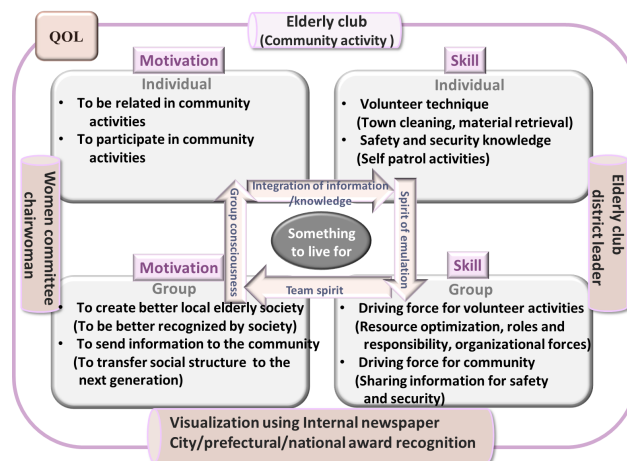 QOL
Elderly club
(Community activity )
Motivation
Individual
• To be related in community
activities
• To participate in community
activities
Skill
Individual
• Volunteer technique
(Town cleaning, material retrieval)
• Safety and security knowledge
(Self patrol activities)
Women committee
chairwoman
Elderly club
district leader
Integration of information
/knowledge
Group consciousness
Something
to live for
Spirit of emulation
Team spirit
Motivation
Group
• To create better local elderly society
(To be better recognized by society)
• To send information to the community
(To transfer social structure to the
next generation)
Skill
Group
• Driving force for volunteer activities
(Resource optimization, roles and
responsibility, organizational forces)
• Driving force for community
(Sharing information for safety
and security)
Visualization using Internal newspaper
City/prefectural/national award recognition